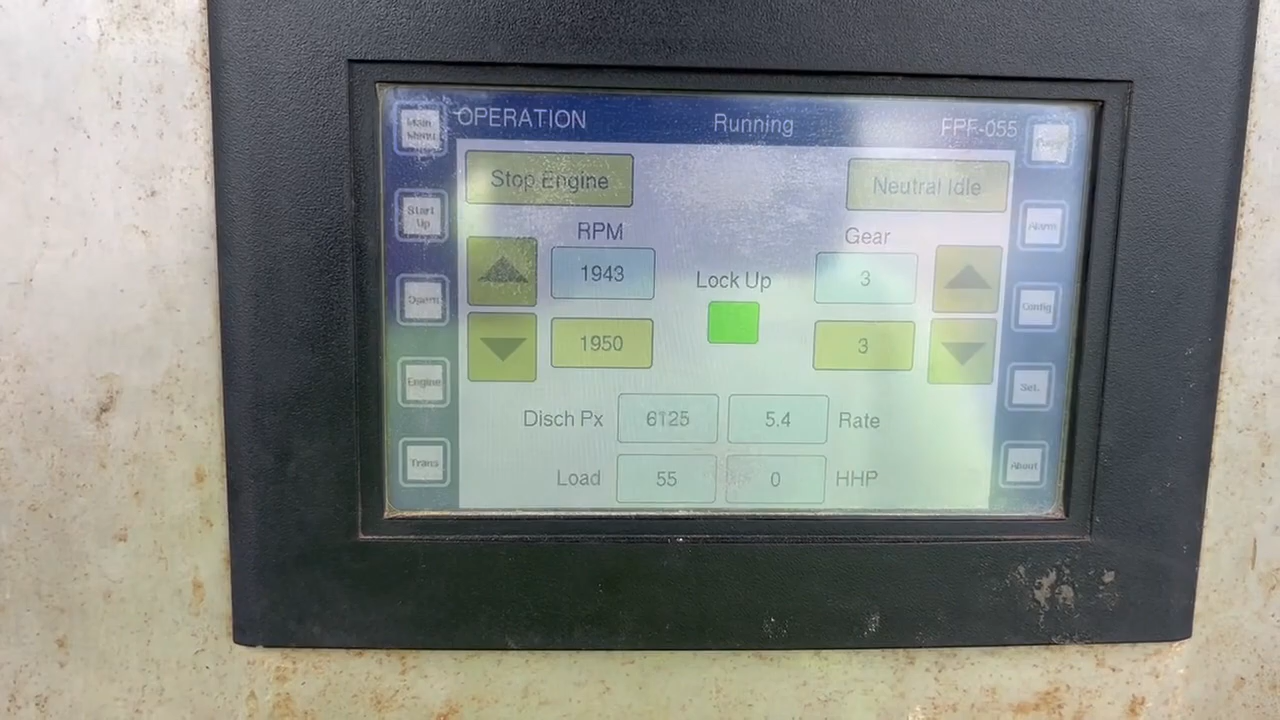 OPERATION Running FPF-055
Main Menu
Stop Engine Neutral Idle
Start Up
RPM Gear
Alarm
1943 Lock Up 3
Config
1950 3
Engine
Set.
Disch Px 6125 5.4 Rate
Trans
Load 55 0 HHP
About